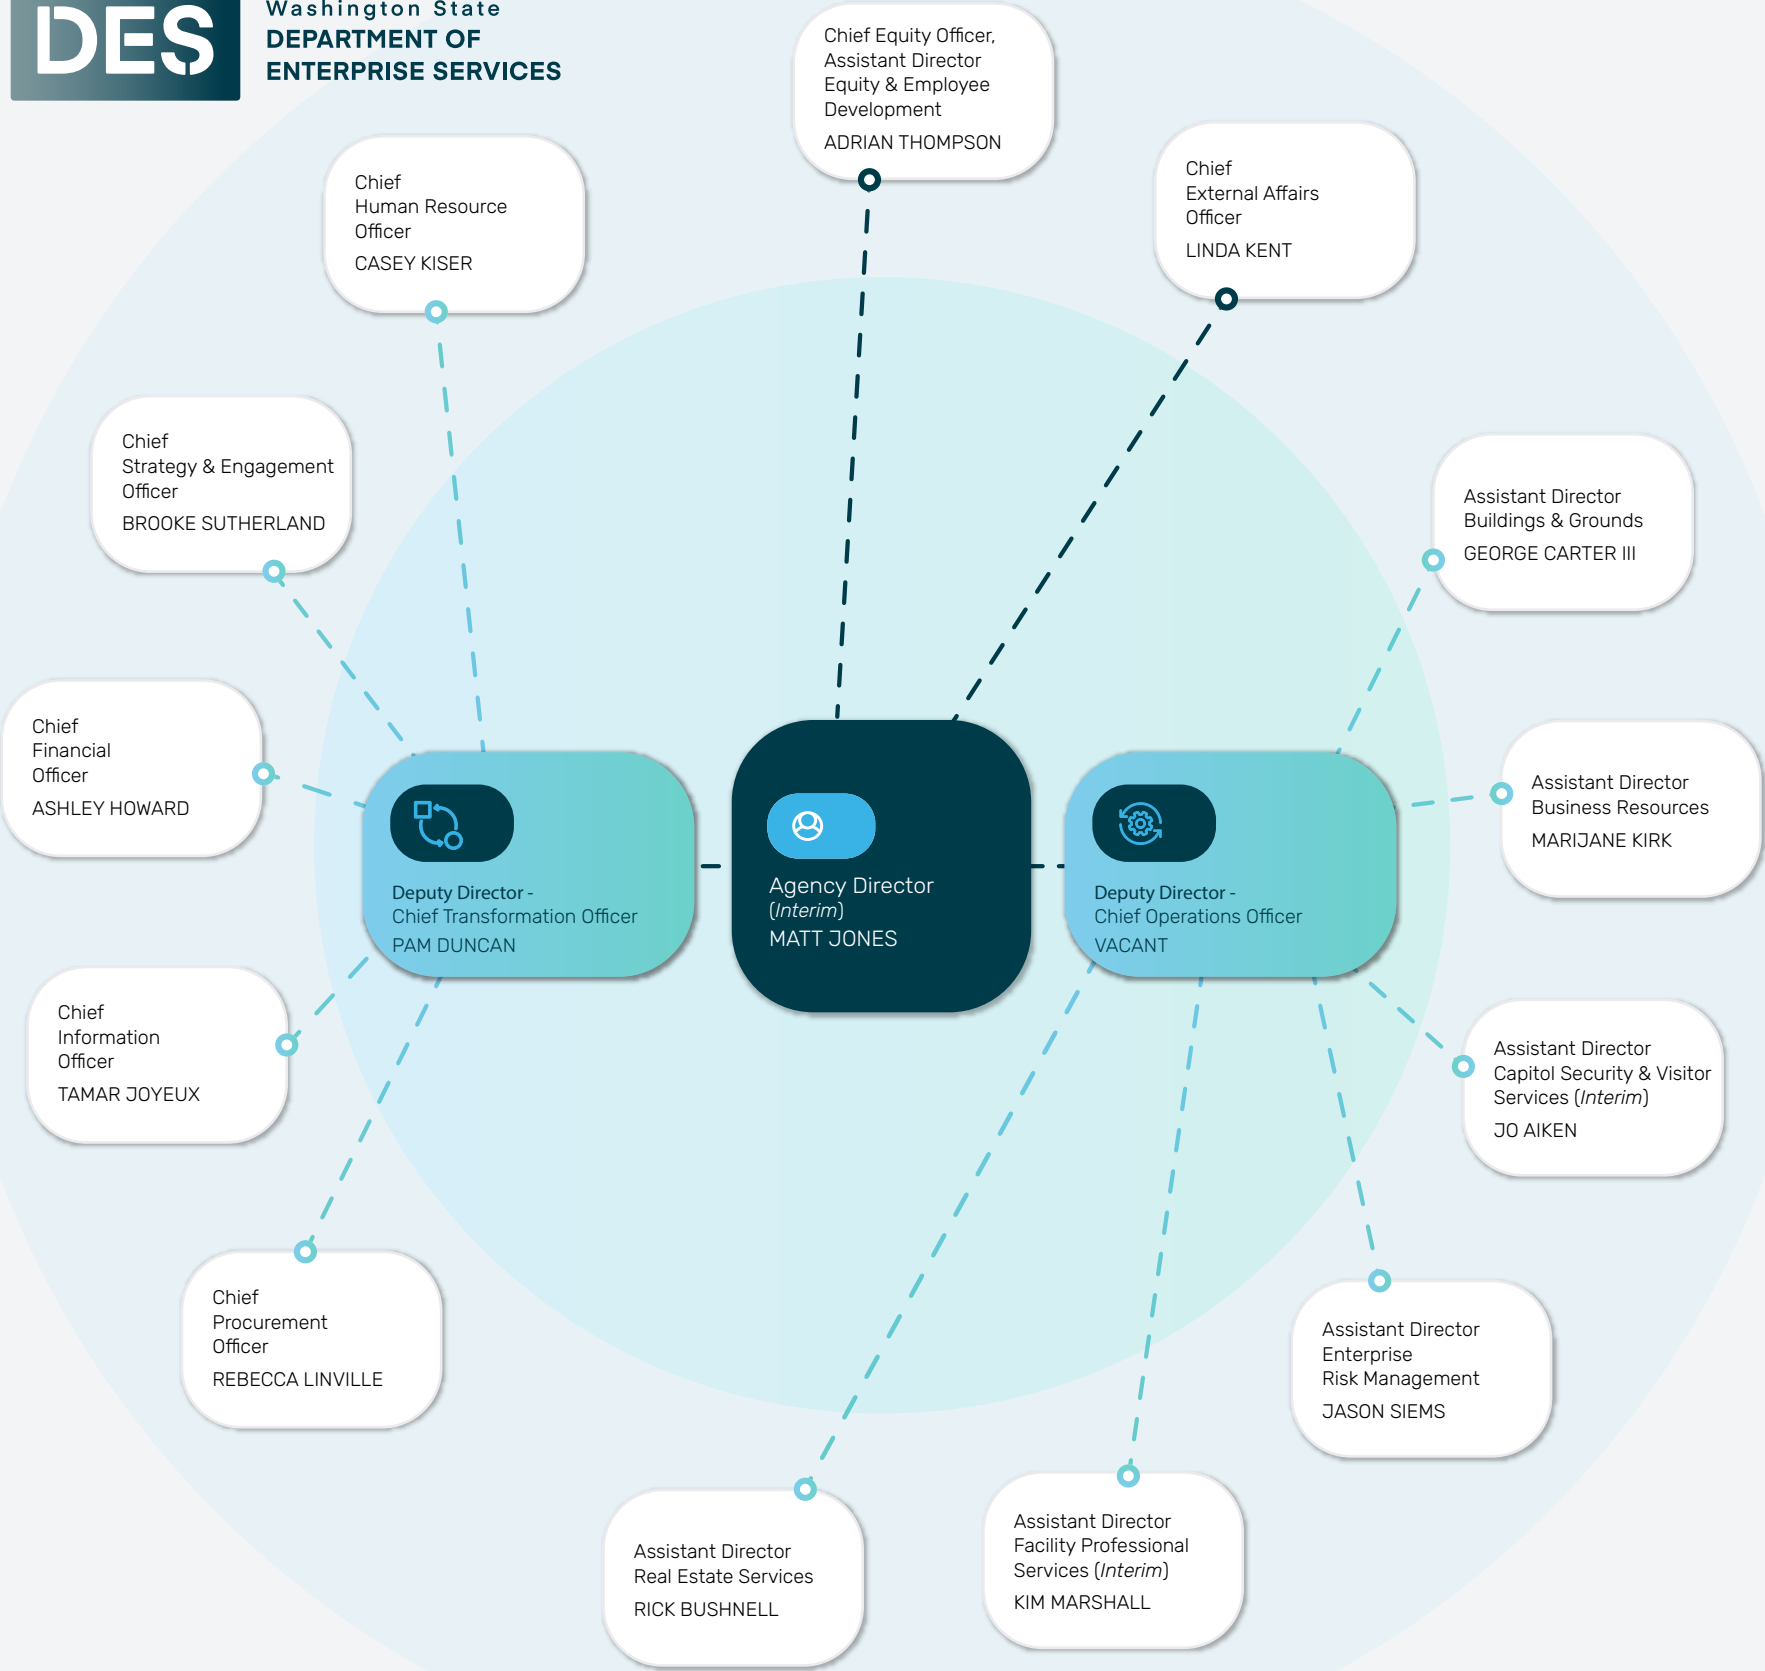 DES
Washington State
DEPARTMENT OF
ENTERPRISE SERVICES
Chief Equity Officer,
Assistant Director
Equity & Employee
Development
ADRIAN THOMPSON
Chief
Human Resource
Officer
CASEY KISER
Chief
External Affairs
Officer
LINDA KENT
Chief
Strategy & Engagement
Officer
BROOKE SUTHERLAND
Assistant Director
Buildings & Grounds
GEORGE CARTER III
Chief
Financial
Officer
ASHLEY HOWARD
Assistant Director
Business Resources
MARIJANE KIRK
Deputy Director -
Chief Transformation Officer
PAM DUNCAN
Agency Director
(Interim)
MATT JONES
Deputy Director -
Chief Operations Officer
VACANT
Chief
Information
Officer
TAMAR JOYEUX
Assistant Director
Capitol Security & Visitor
Services (Interim)
JO AIKEN
Chief
Procurement
Officer
REBECCA LINVILLE
Assistant Director
Enterprise
Risk Management
JASON SIEMS
Assistant Director
Real Estate Services
RICK BUSHNELL
Assistant Director
Facility Professional
Services (Interim)
KIM MARSHALL